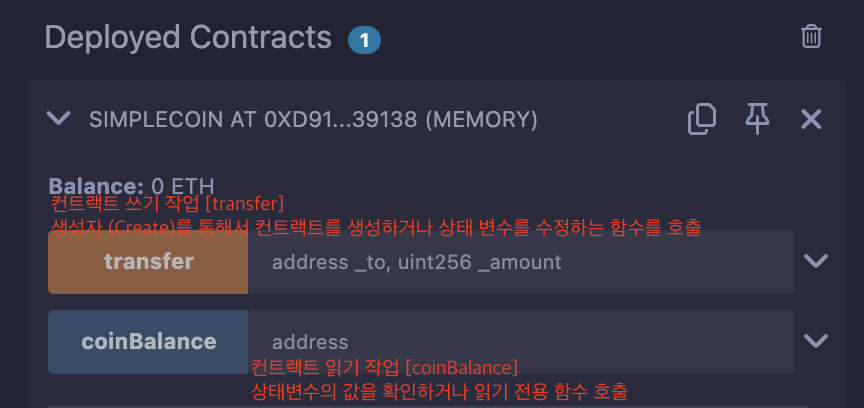 Deployed Contracts 1
SIMPLECOIN AT 0XD91...39138 (MEMORY)
Balance: 0 ETH
컨트랙트 쓰기 작업 [transfer]
생성자 (Create)를 통해서 컨트랙트를 생성하거나 상태 변수를 수정하는 함수를 호출
transfer address _to, uint256 _amount
coinBalance address
컨트랙트 읽기 작업 [coinBalance]
상태변수의 값을 확인하거나 읽기 전용 함수 호출